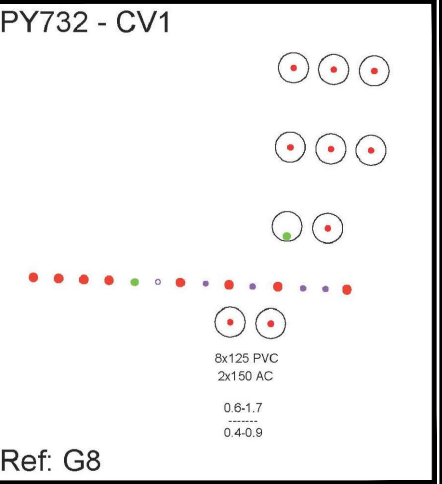 PY732 - CV1
8x125 PVC
2x150 AC
0.6-1.7
-------
0.4-0.9
Ref: G8